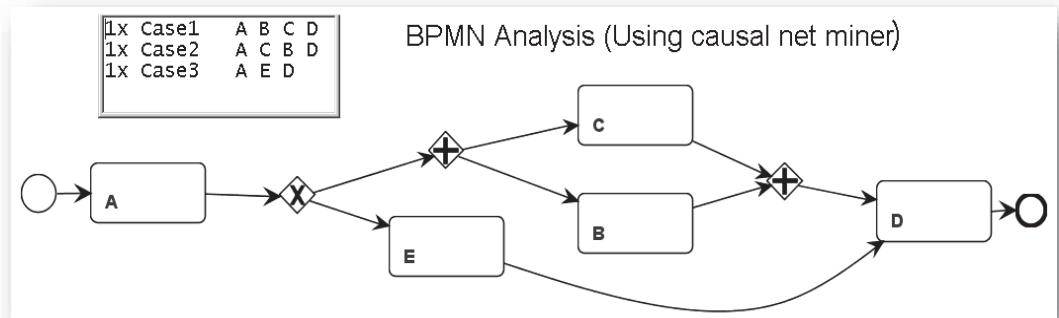 1x Case1 A B C D
1x Case2 A C B D
1x Case3 A E D
BPMN Analysis (Using causal net miner)
A
X
E
C
B
D